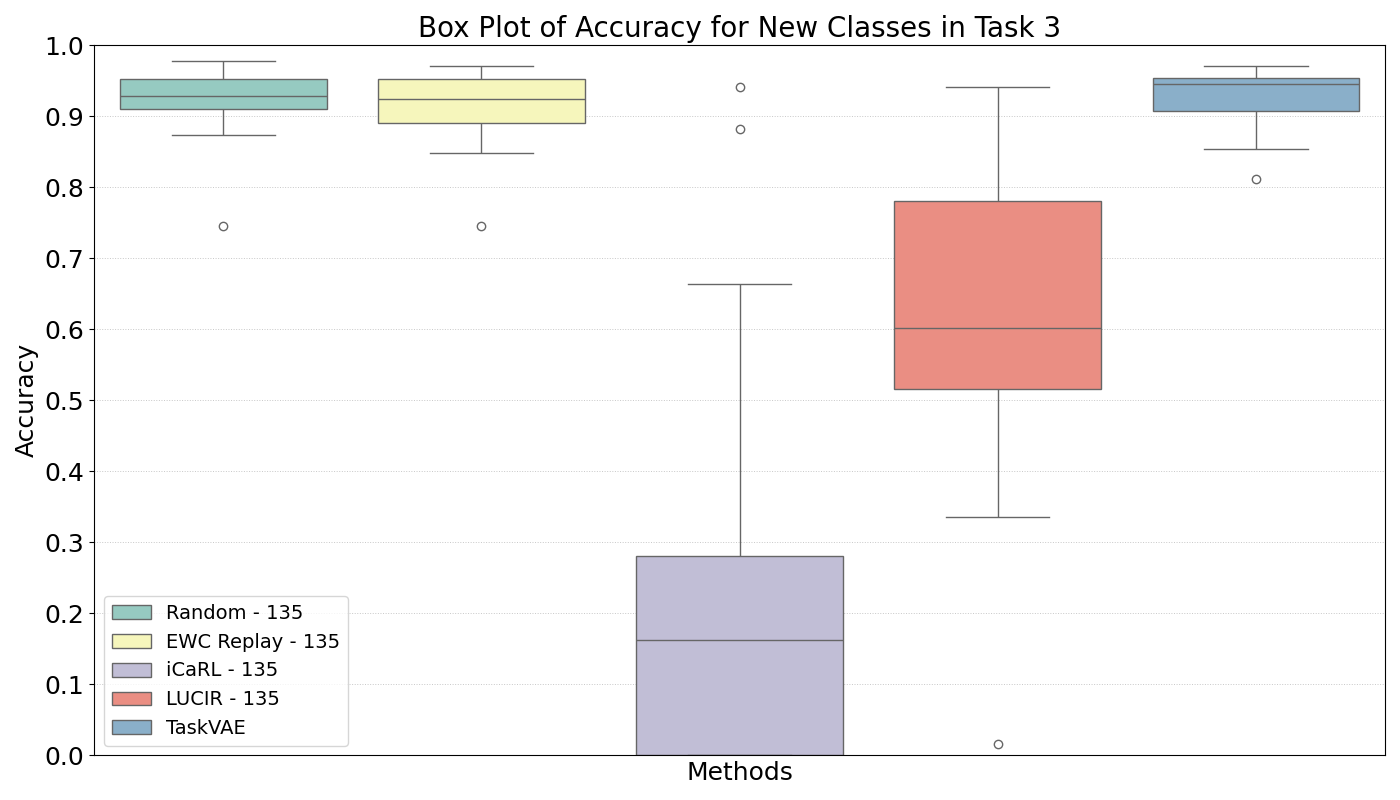 Box Plot of Accuracy for New Classes in Task 3
1.0
0.9
0.8
0.7
0.6
0.5
0.4
0.3
0.2
0.1
0.0
Accuracy
Random - 135
EWC Replay - 135
iCaRL - 135
LUCIR - 135
TaskVAE
Methods